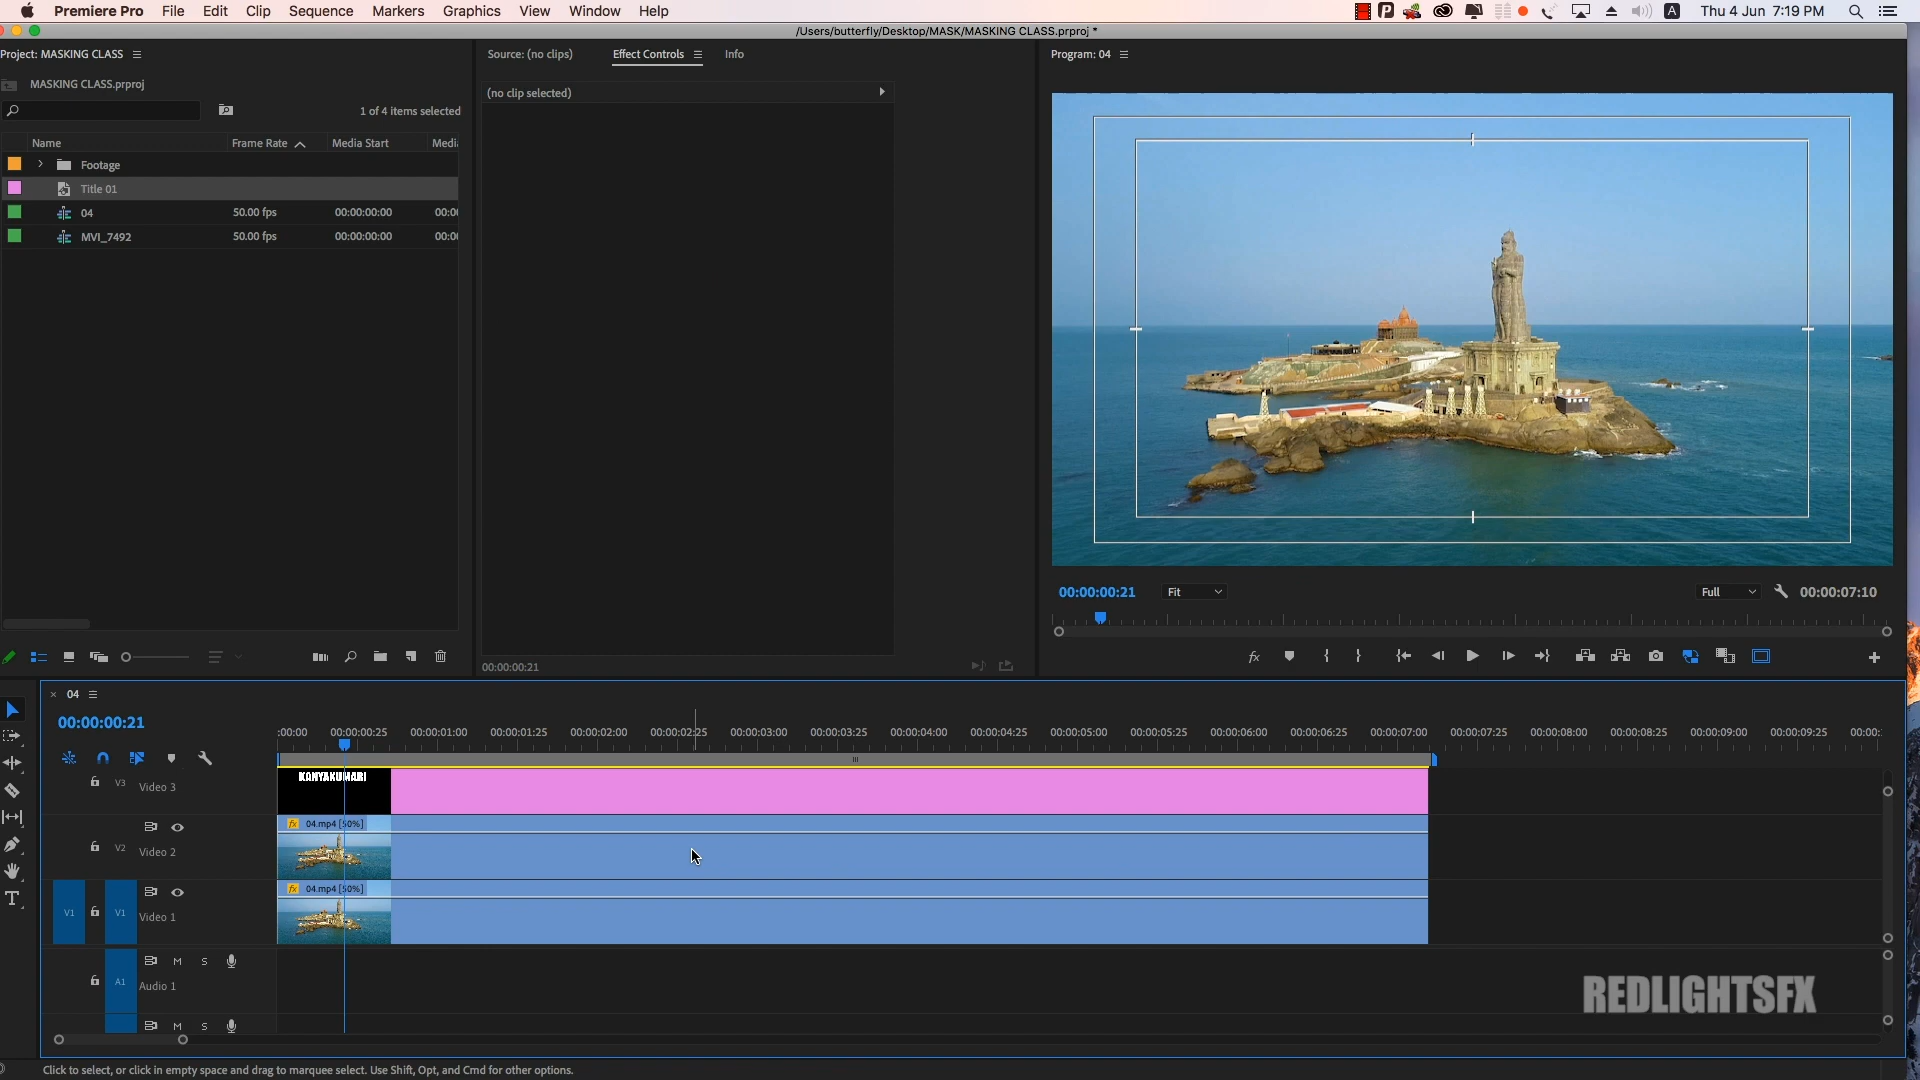 Premiere Pro File Edit Clip Sequence Markers Graphics View Window Help A Thu 4 Jun 7:19 PM
/Users/butterfly/Desktop/MASK/MASKING CLASS.prproj *
Project: MASKING CLASS
Source: (no clips) Effect Controls Info
Program: 04
MASKING CLASS.prproj
(no clip selected)
1 of 4 items selected
Name Frame Rate Media Start
Footage
Title 01
04 50.00 fps 00:00:00:00
MVI_7492 50.00 fps 00:00:00:00
00:00:00:21 Fit Full 00:00:07:10
00:00:00:21
04
00:00:00:21
:00:00 00:00:00:25 00:00:01:00 00:00:01:25 00:00:02:00 00:00:02:25 00:00:03:00 00:00:03:25 00:00:04:00 00:00:04:25 00:00:05:00 00:00:05:25 00:00:06:00 00:00:06:25 00:00:07:00 00:00:07:25 00:00:08:00 00:00:08:25 00:00:09:00 00:00:09:25 00:00:
V3 Video 3 KANYAKUMARI
fx 04.mp4 [50%]
V2 Video 2
fx 04.mp4 [50%]
V1 V1 Video 1
M S
A1 Audio 1
M S
REDLIGHTSFX
Click to select, or click in empty space and drag to marquee select. Use Shift, Opt, and Cmd for other options.